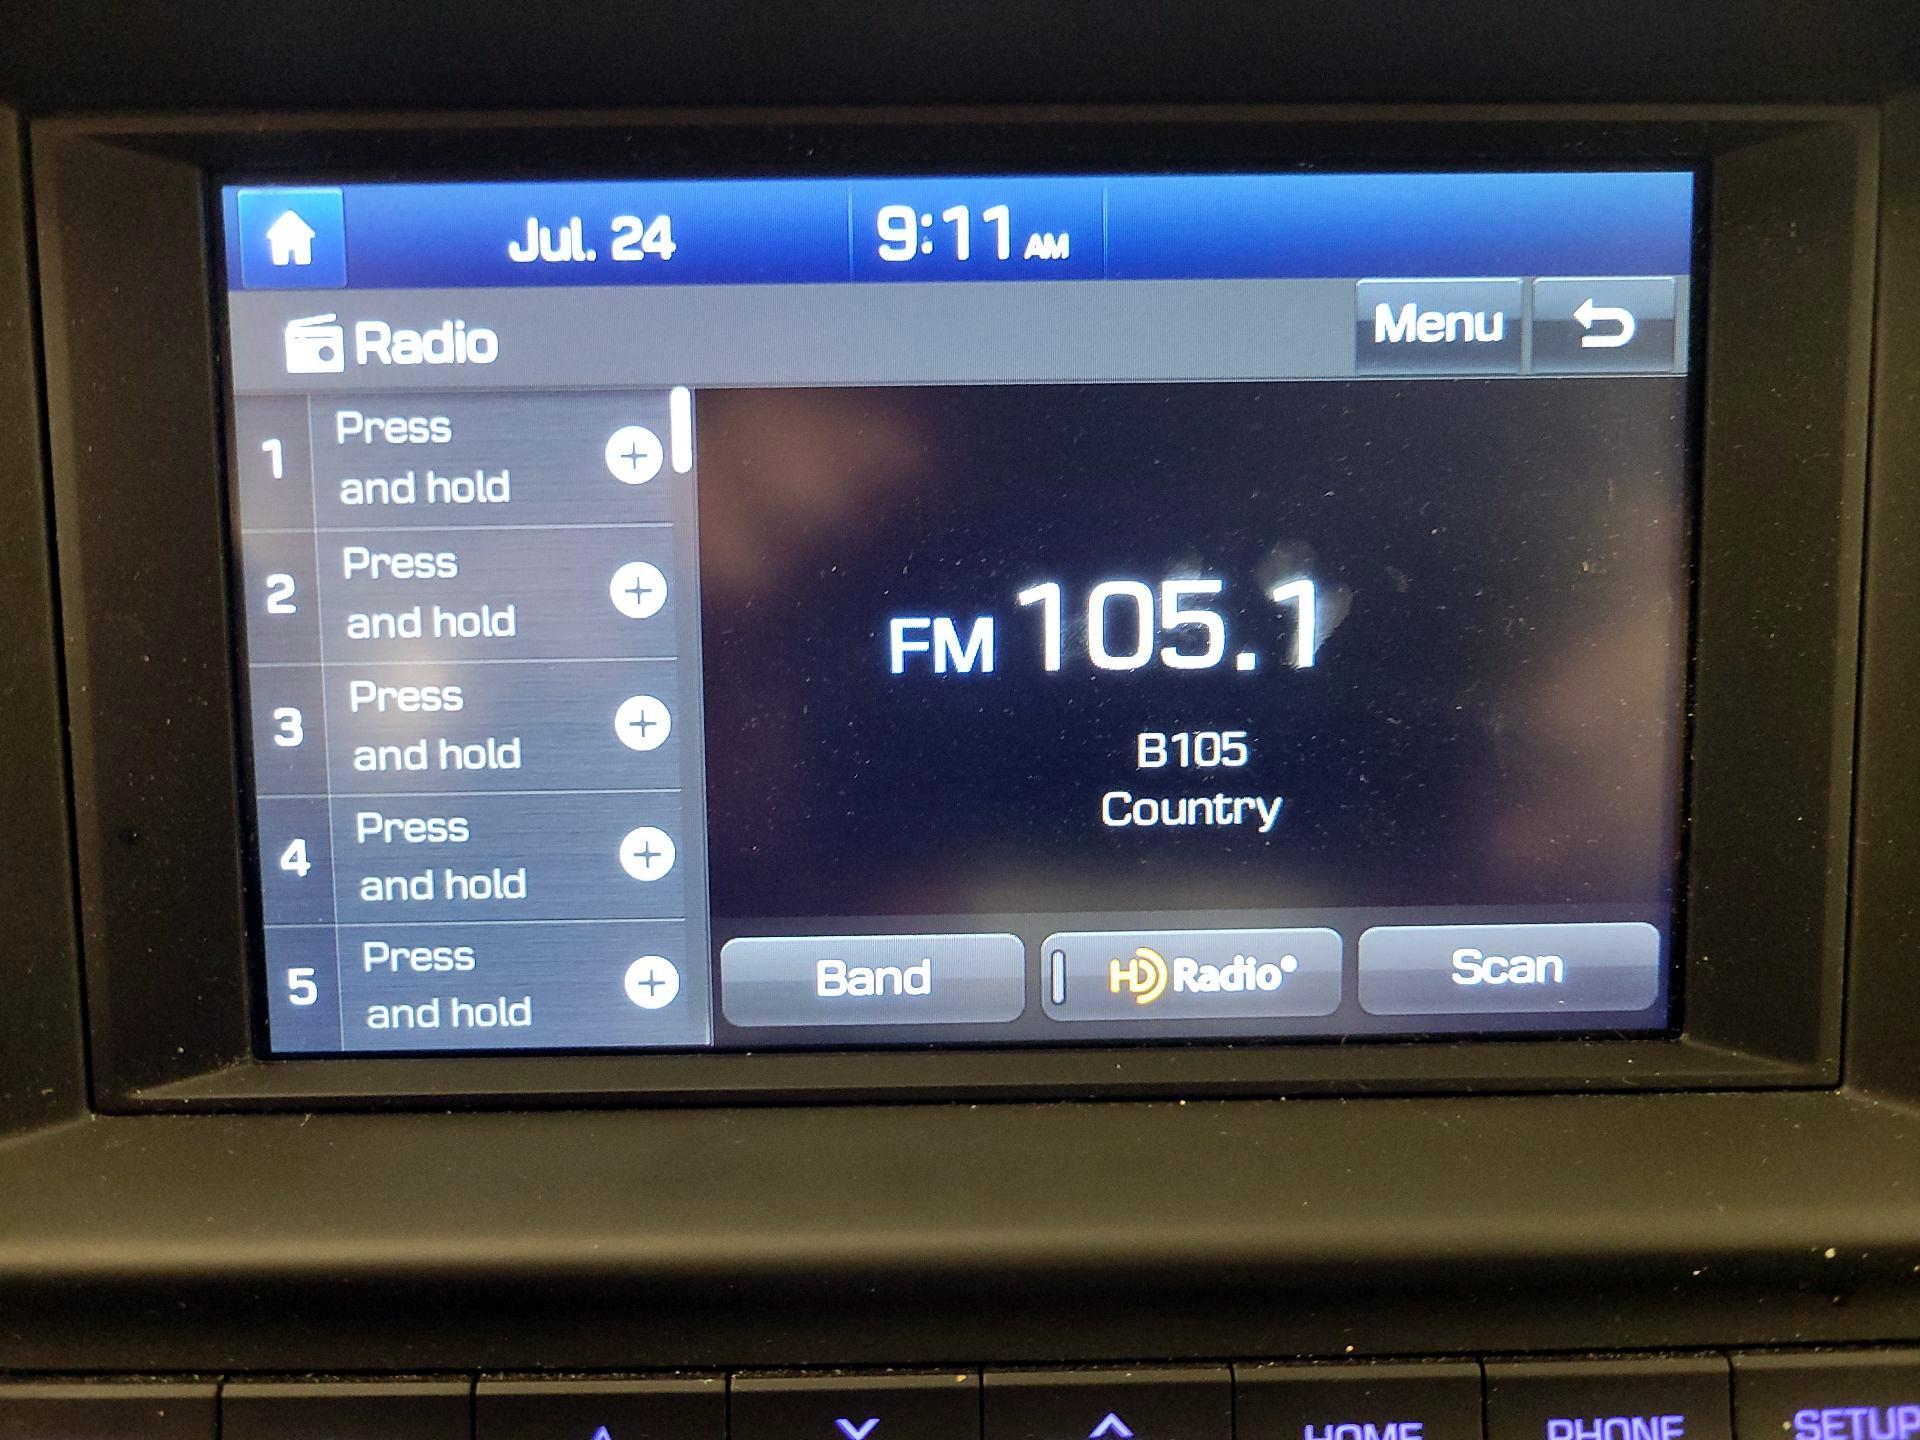 Jul. 24
9:11 AM
Radio
Menu
1 Press
and hold
2 Press
and hold
3 Press
and hold
4 Press
and hold
5 Press
and hold
FM 105.1
B105
Country
Band
HD Radio
Scan
HOME
PHONE
SETUP